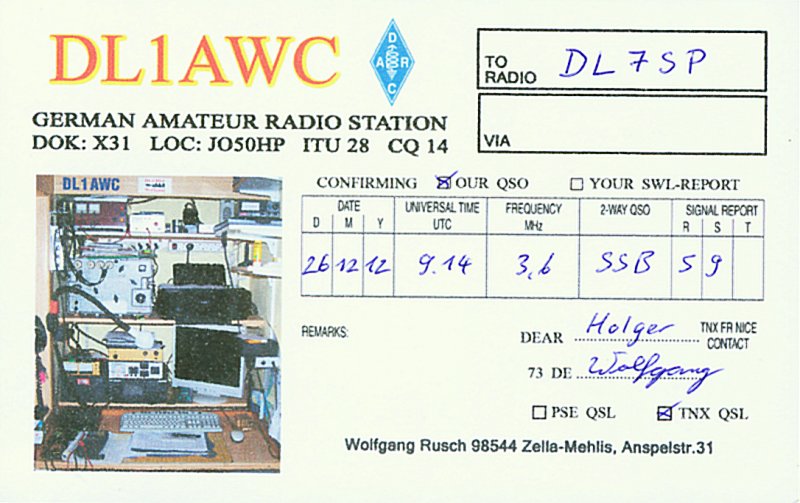 DL1AWC
D
A R
C
TO RADIO DL7SP
GERMAN AMATEUR RADIO STATION
DOK: X31 LOC: JO50HP ITU 28 CQ 14
VIA
DL1AWC
CONFIRMING OUR QSO YOUR SWL-REPORT
DATE UNIVERSAL TIME FREQUENCY 2-WAY QSO SIGNAL REPORT
D M Y UTC MHz R S T
26 12 12 9.14 3,6 SSB 5 9
REMARKS:
DEAR Holger TNX FR NICE CONTACT
73 DE Wolfgang
PSE QSL TNX QSL
Wolfgang Rusch 98544 Zella-Mehlis, Anspelstr.31